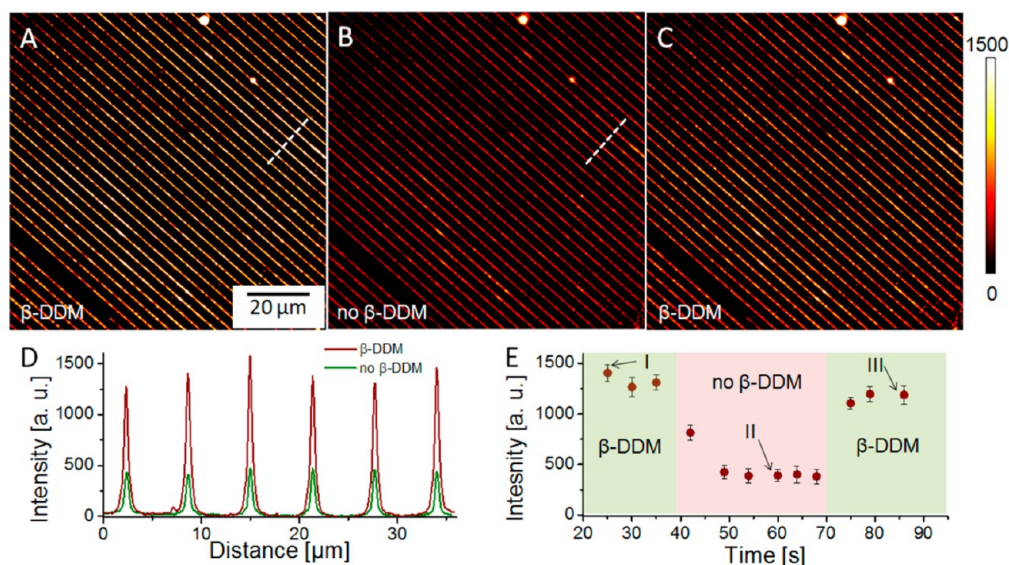 A
B
C
1500
0
β-DDM
20 µm
no β-DDM
β-DDM
D
β-DDM
no β-DDM
1500
1000
500
0
Intensity [a. u.]
0
10
20
30
Distance [µm]
E
1500
1000
500
0
Intesnity [a. u.]
I
no β-DDM
III
β-DDM
II
β-DDM
20
30
40
50
60
70
80
90
Time [s]